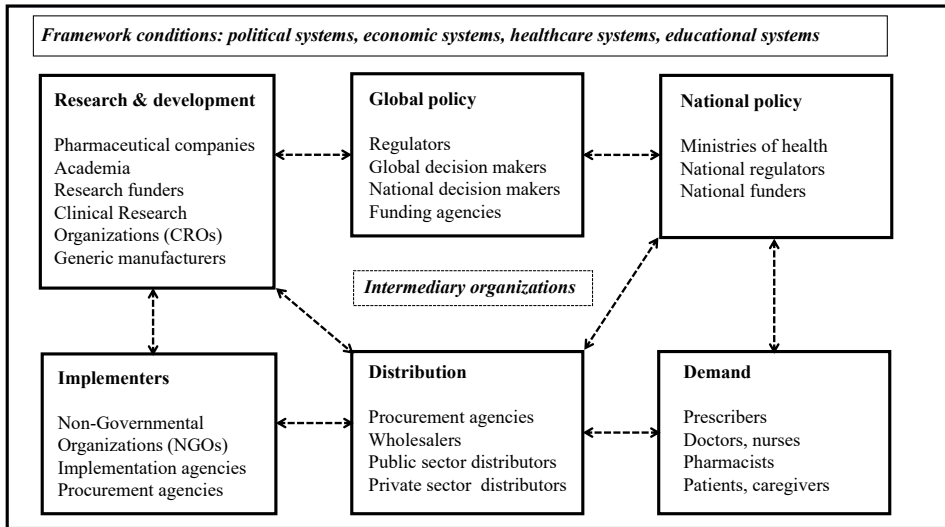 Framework conditions: political systems, economic systems, healthcare systems, educational systems
Research & development
Pharmaceutical companies
Academia
Research funders
Clinical Research
Organizations (CROs)
Generic manufacturers
Global policy
Regulators
Global decision makers
National decision makers
Funding agencies
National policy
Ministries of health
National regulators
National funders
Intermediary organizations
Implementers
Non-Governmental
Organizations (NGOs)
Implementation agencies
Procurement agencies
Distribution
Procurement agencies
Wholesalers
Public sector distributors
Private sector distributors
Demand
Prescribers
Doctors, nurses
Pharmacists
Patients, caregivers